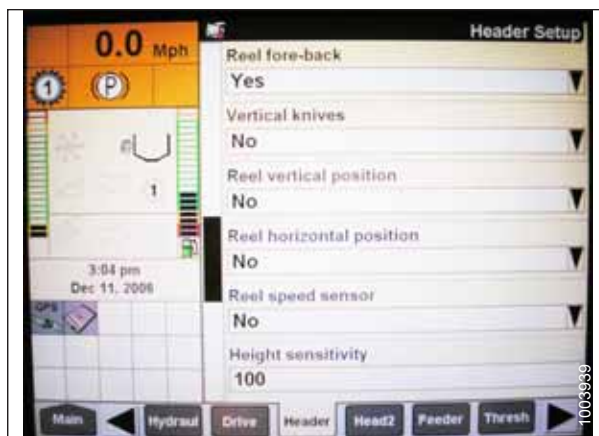 0.0 Mph
1
(P)
1
3:04 pm
Dec 11, 2006
GPS
Header Setup
Reel fore-back
Yes
Vertical knives
No
Reel vertical position
No
Reel horizontal position
No
Reel speed sensor
No
Height sensitivity
100
Main
Hydraul
Drive
Header
Head2
Feeder
Thresh
1003939